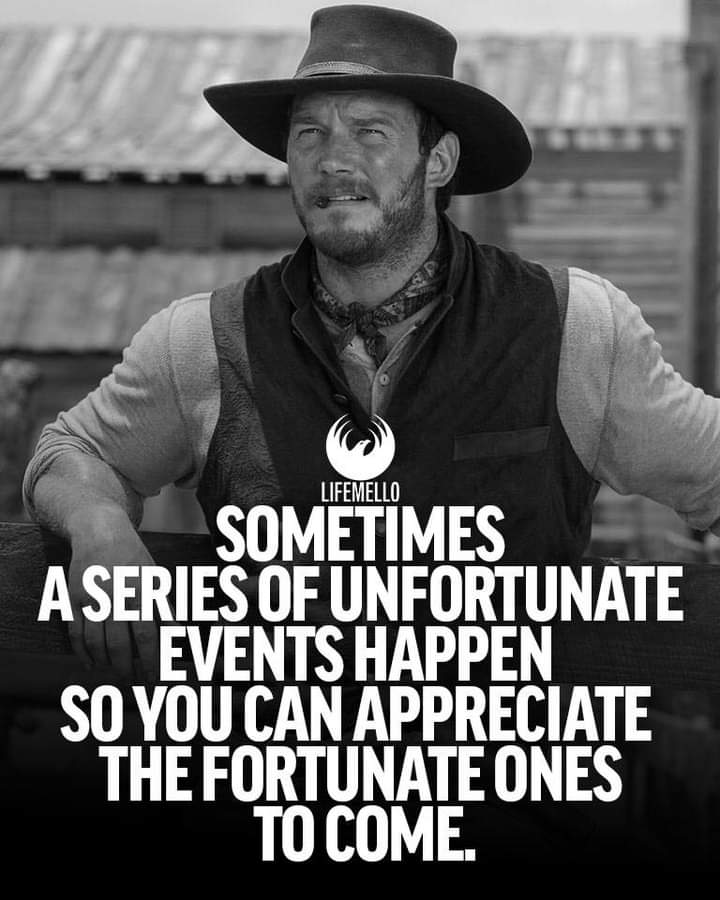 LIFEMELLO
SOMETIMES
A SERIES OF UNFORTUNATE
EVENTS HAPPEN
SO YOU CAN APPRECIATE
THE FORTUNATE ONES
TO COME.